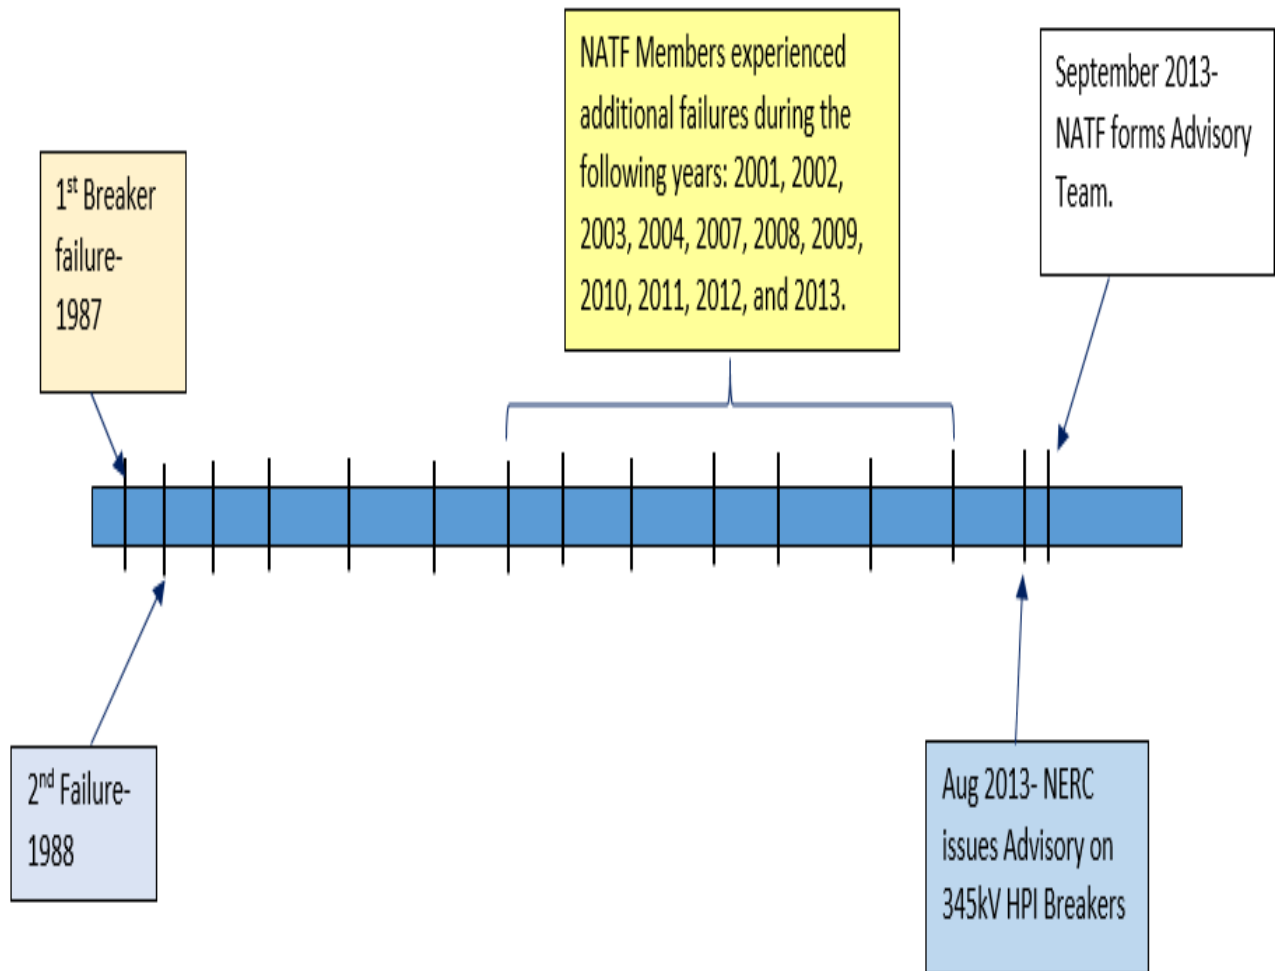 NATF Members experienced
additional failures during the
following years: 2001, 2002,
2003, 2004, 2007, 2008, 2009,
2010, 2011, 2012, and 2013.
September 2013-
NATF forms Advisory
Team.
1st Breaker
failure-
1987
2nd Failure-
1988
Aug 2013- NERC
issues Advisory on
345kV HPI Breakers